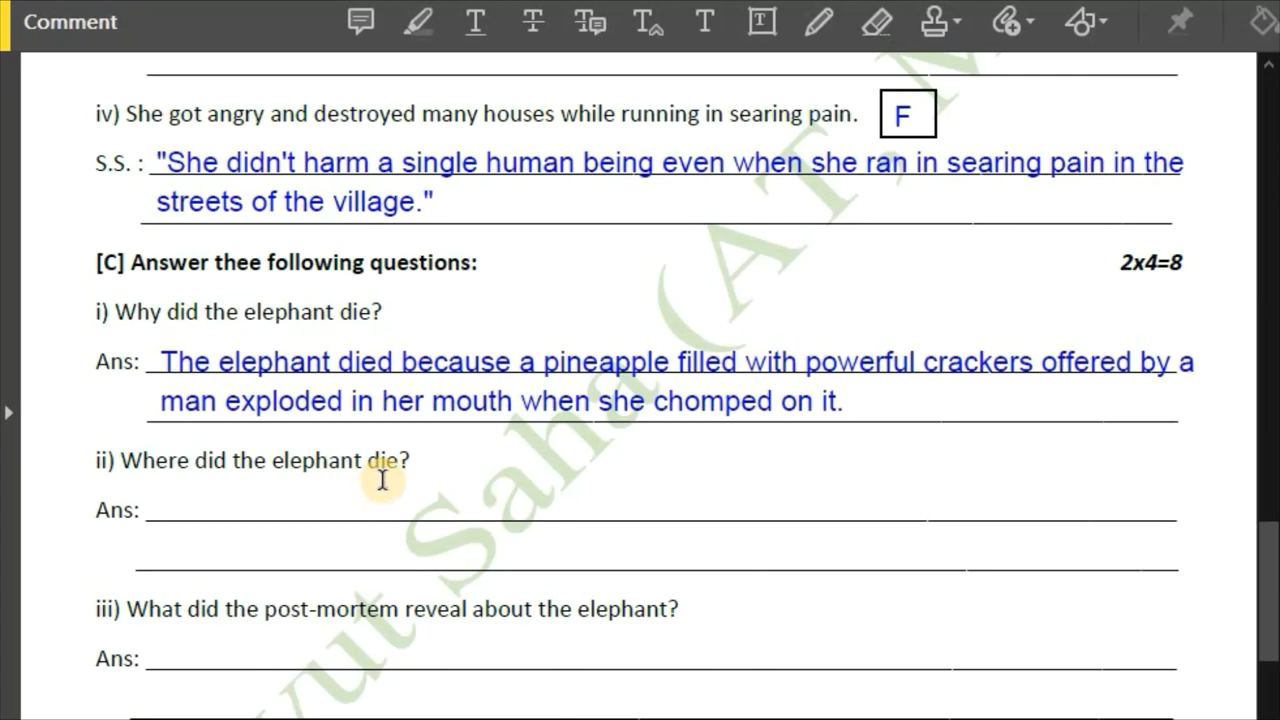 Comment
iv) She got angry and destroyed many houses while running in searing pain. F
S.S. : "She didn't harm a single human being even when she ran in searing pain in the
streets of the village."
[C] Answer thee following questions: 2x4=8
i) Why did the elephant die?
Ans: The elephant died because a pineapple filled with powerful crackers offered by a
man exploded in her mouth when she chomped on it.
ii) Where did the elephant die?
Ans:
iii) What did the post-mortem reveal about the elephant?
Ans:
yut Saha (A T, M